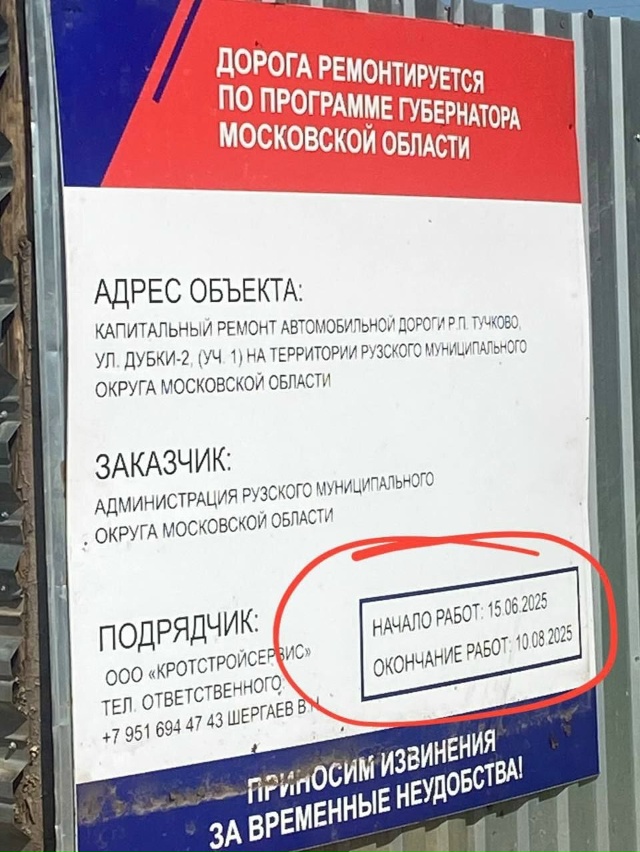 ДОРОГА РЕМОНТИРУЕТСЯ
ПО ПРОГРАММЕ ГУБЕРНАТОРА
МОСКОВСКОЙ ОБЛАСТИ
АДРЕС ОБЪЕКТА:
КАПИТАЛЬНЫЙ РЕМОНТ АВТОМОБИЛЬНОЙ ДОРОГИ Р.П. ТУЧКОВО,
УЛ. ДУБКИ-2, (УЧ. 1) НА ТЕРРИТОРИИ РУЗСКОГО МУНИЦИПАЛЬНОГО
ОКРУГА МОСКОВСКОЙ ОБЛАСТИ
ЗАКАЗЧИК:
АДМИНИСТРАЦИЯ РУЗСКОГО МУНИЦИПАЛЬНОГО
ОКРУГА МОСКОВСКОЙ ОБЛАСТИ
ПОДРЯДЧИК:
ООО «КРОТСТРОЙСЕРВИС»
ТЕЛ. ОТВЕТСТВЕННОГО:
+7 951 694 47 43 ШЕРГАЕВ В.Н
НАЧАЛО РАБОТ: 15.06.2025
ОКОНЧАНИЕ РАБОТ: 10.08.2025
ПРИНОСИМ ИЗВИНЕНИЯ
ЗА ВРЕМЕННЫЕ НЕУДОБСТВА!